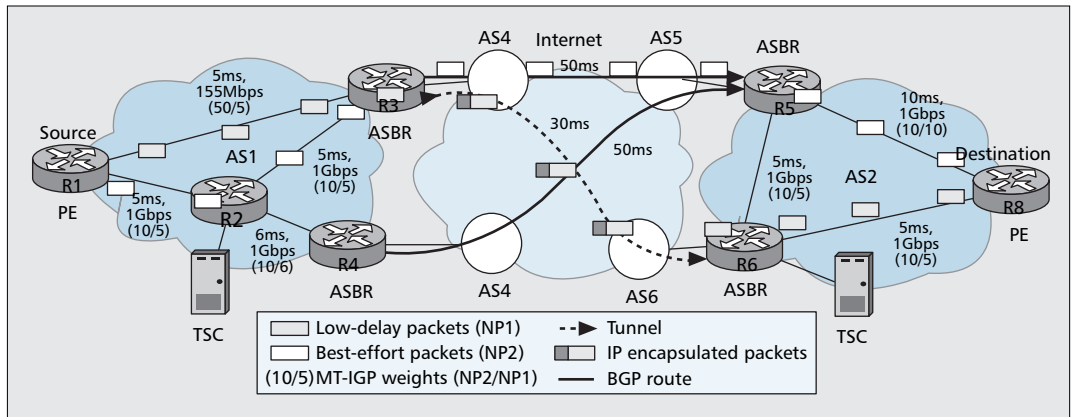 AS4 Internet AS5 ASBR
50ms
5ms,
155Mbps
(50/5)
R3
ASBR
R5
10ms,
1Gbps
(10/10)
Source
AS1
30ms
5ms,
1Gbps
(10/5)
50ms
5ms,
1Gbps
(10/5)
AS2
Destination
R1
PE
5ms,
1Gbps
(10/5)
R2
R8
PE
6ms,
1Gbps
(10/6)
R4
ASBR
R6
ASBR
5ms,
1Gbps
(10/5)
TSC
AS4
AS6
TSC
Low-delay packets (NP1)
Tunnel
Best-effort packets (NP2)
IP encapsulated packets
(10/5) MT-IGP weights (NP2/NP1)
BGP route